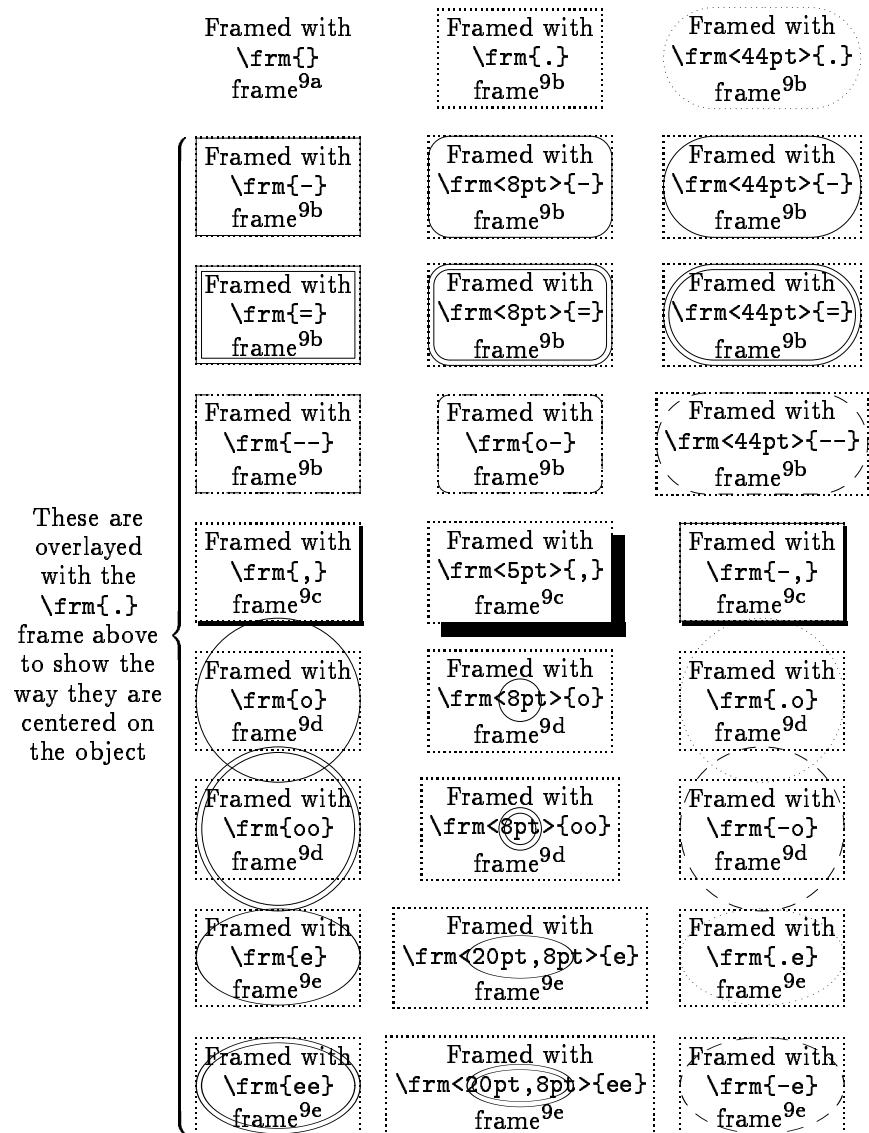 Framed with
\frm{}
frame9a
Framed with
\frm{.}
frame9b
Framed with
\frm<44pt>{.}
frame9b
These are
overlayed
with the
\frm{.}
frame above
to show the
way they are
centered on
the object
Framed with
\frm{-}
frame9b
Framed with
\frm<8pt>{-}
frame9b
Framed with
\frm<44pt>{-}
frame9b
Framed with
\frm{=}
frame9b
Framed with
\frm<8pt>{=}
frame9b
Framed with
\frm<44pt>{=}
frame9b
Framed with
\frm{--}
frame9b
Framed with
\frm{o-}
frame9b
Framed with
\frm<44pt>{--}
frame9b
Framed with
\frm{,}
frame9c
Framed with
\frm<5pt>{,}
frame9c
Framed with
\frm{-,}
frame9c
Framed with
\frm{o}
frame9d
Framed with
\frm<8pt>{o}
frame9d
Framed with
\frm{.o}
frame9d
Framed with
\frm{oo}
frame9d
Framed with
\frm<8pt>{oo}
frame9d
Framed with
\frm{-o}
frame9d
Framed with
\frm{e}
frame9e
Framed with
\frm<20pt,8pt>{e}
frame9e
Framed with
\frm{.e}
frame9e
Framed with
\frm{ee}
frame9e
Framed with
\frm<20pt,8pt>{ee}
frame9e
Framed with
\frm{-e}
frame9e